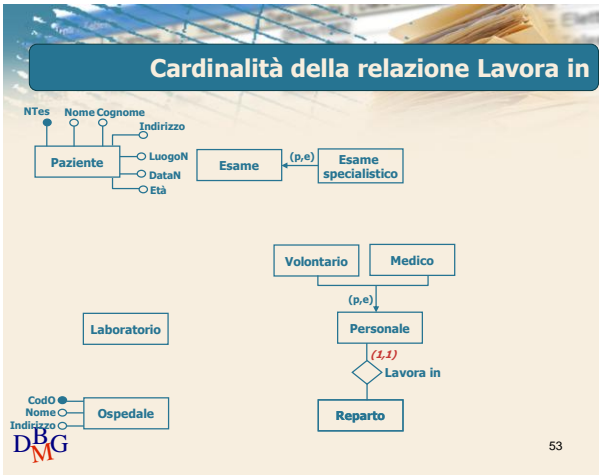 Cardinalità della relazione Lavora in
NTes
Nome Cognome
Indirizzo
Paziente
LuogoN
DataN
Età
Esame
(p,e)
Esame
specialistico
Volontario
Medico
(p,e)
Laboratorio
Personale
(1,1)
Lavora in
CodO
Nome
Indirizzo
Ospedale
Reparto
DBMG
53